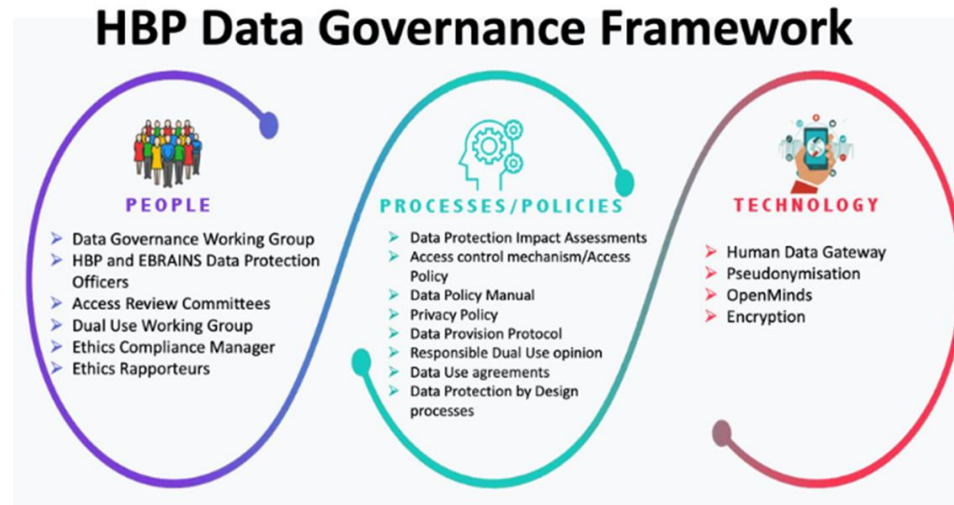 HBP Data Governance Framework
PEOPLE
Data Governance Working Group
HBP and EBRAINS Data Protection
Officers
Access Review Committees
Dual Use Working Group
Ethics Compliance Manager
Ethics Rapporteurs
PROCESSES/POLICIES
Data Protection Impact Assessments
Access control mechanism/Access
Policy
Data Policy Manual
Privacy Policy
Data Provision Protocol
Responsible Dual Use opinion
Data Use agreements
Data Protection by Design
processes
TECHNOLOGY
Human Data Gateway
Pseudonymisation
OpenMinds
Encryption